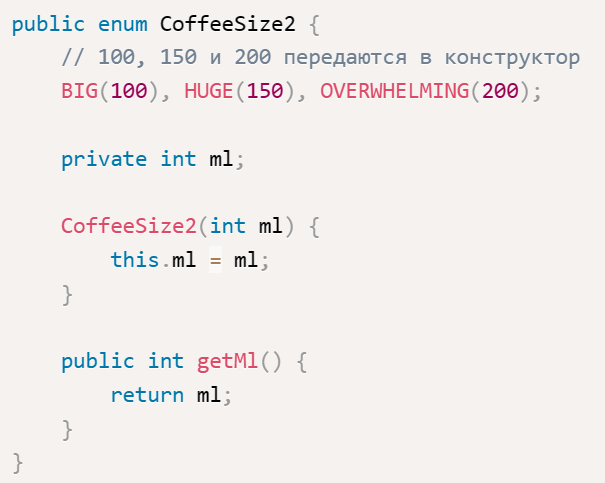 public enum CoffeeSize2 {
    // 100, 150 и 200 передаются в конструктор
    BIG(100), HUGE(150), OVERWHELMING(200);

    private int ml;

    CoffeeSize2(int ml) {
        this.ml = ml;
    }

    public int getMl() {
        return ml;
    }
}